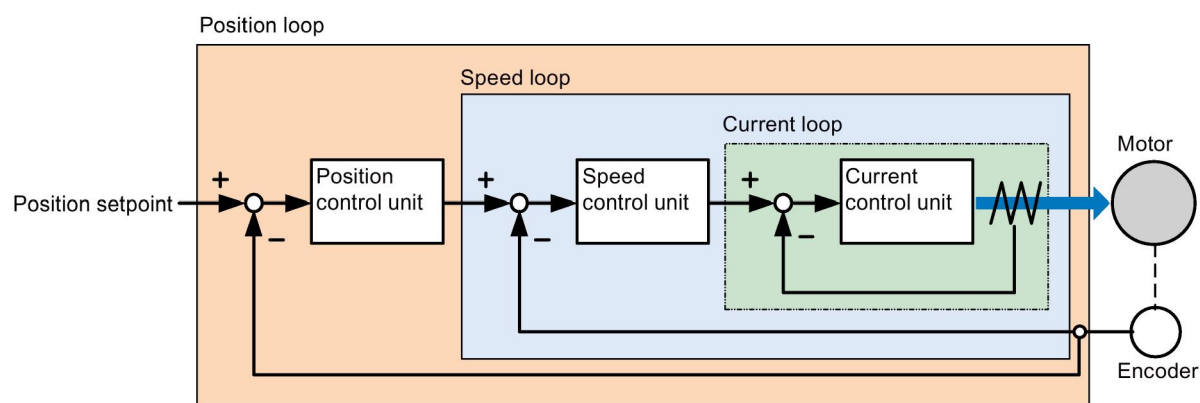 Position loop
Speed loop
Current loop
Motor
Position setpoint
+
−
Position
control unit
+
−
Speed
control unit
+
−
Current
control unit
Encoder